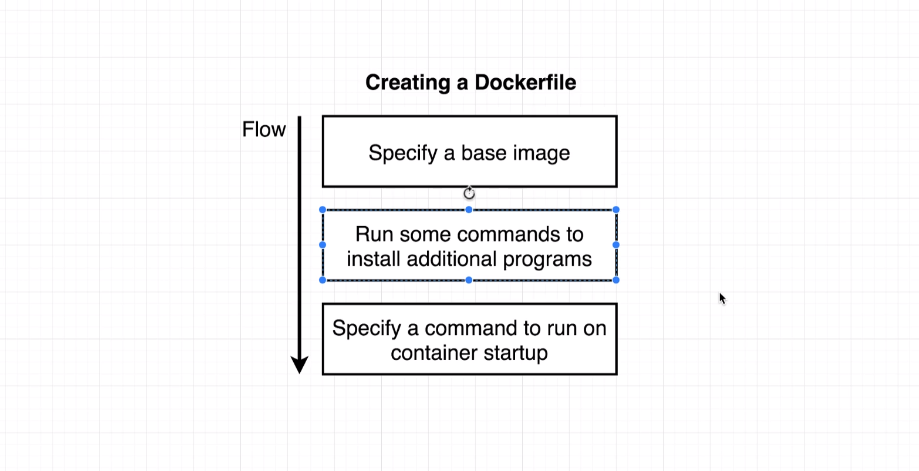 Creating a Dockerfile
Flow
Specify a base image
Run some commands to
install additional programs
Specify a command to run on
container startup